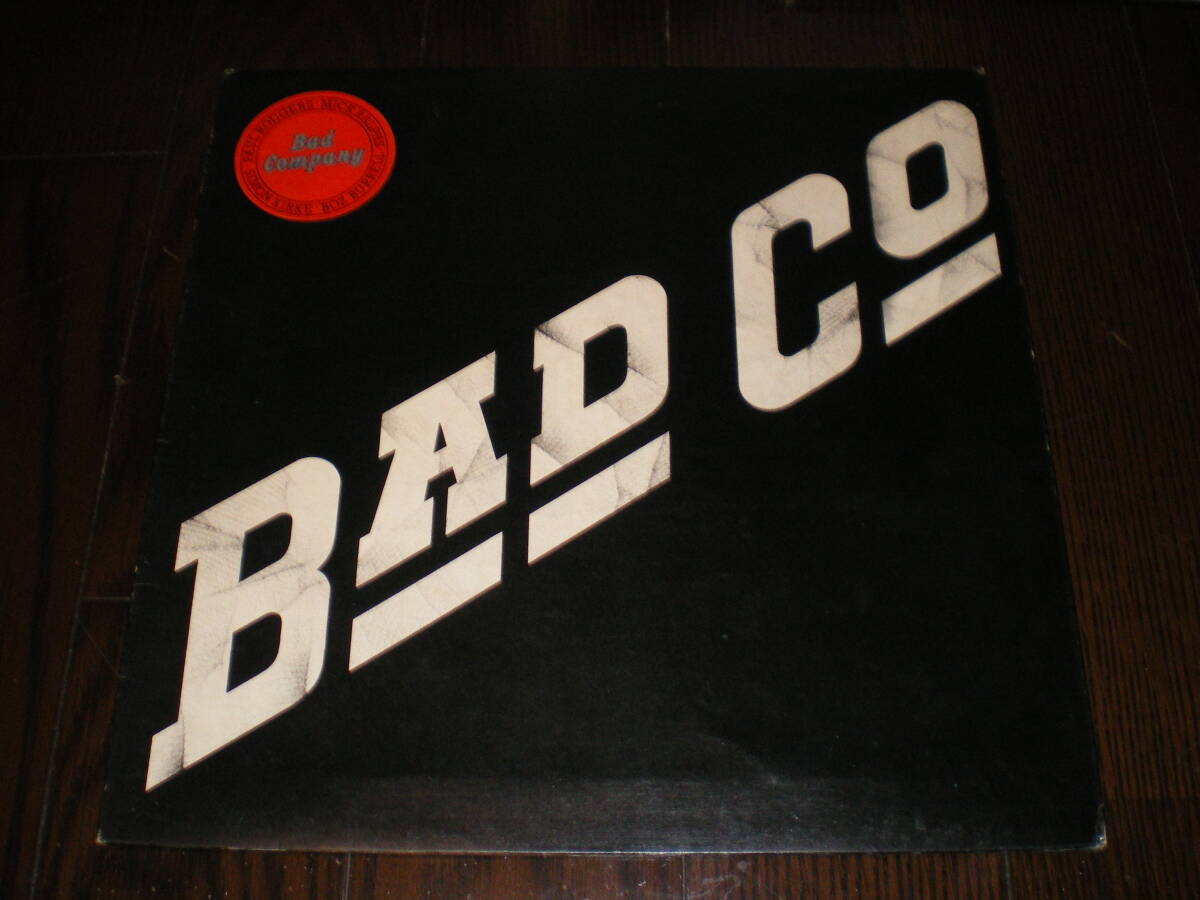 PAUL RODGERS MICK RALPHS BOZ BURRELL SIMON KIRKE
Bad
Company
BAD CO